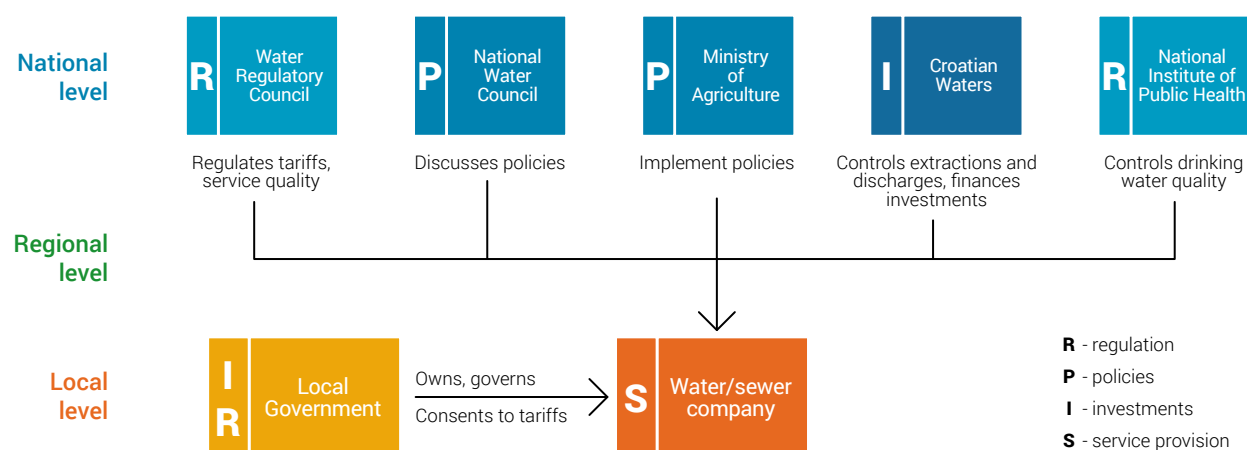 National
level
R
Water
Regulatory
Council
P
National
Water
Council
P
Ministry
of
Agriculture
I
Croatian
Waters
R
National
Institute of
Public Health
Regulates tariffs,
service quality
Discusses policies
Implement policies
Controls extractions and
discharges, finances
investments
Controls drinking
water quality
Regional
level
Local
level
I
R
Local
Government
Owns, governs
Consents to tariffs
S
Water/sewer
company
R - regulation
P - policies
I - investments
S - service provision